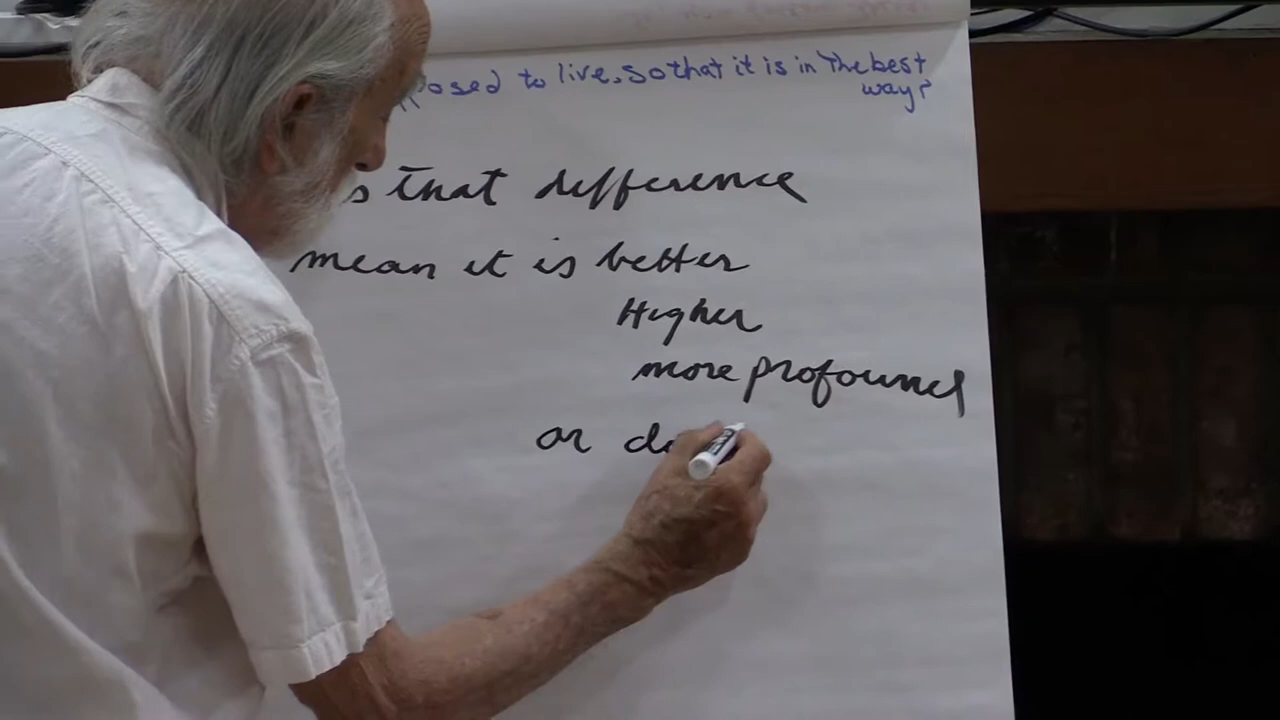 posed to live, so that it is in the best
way?
s that difference
mean it is better
Higher
more profound
or d